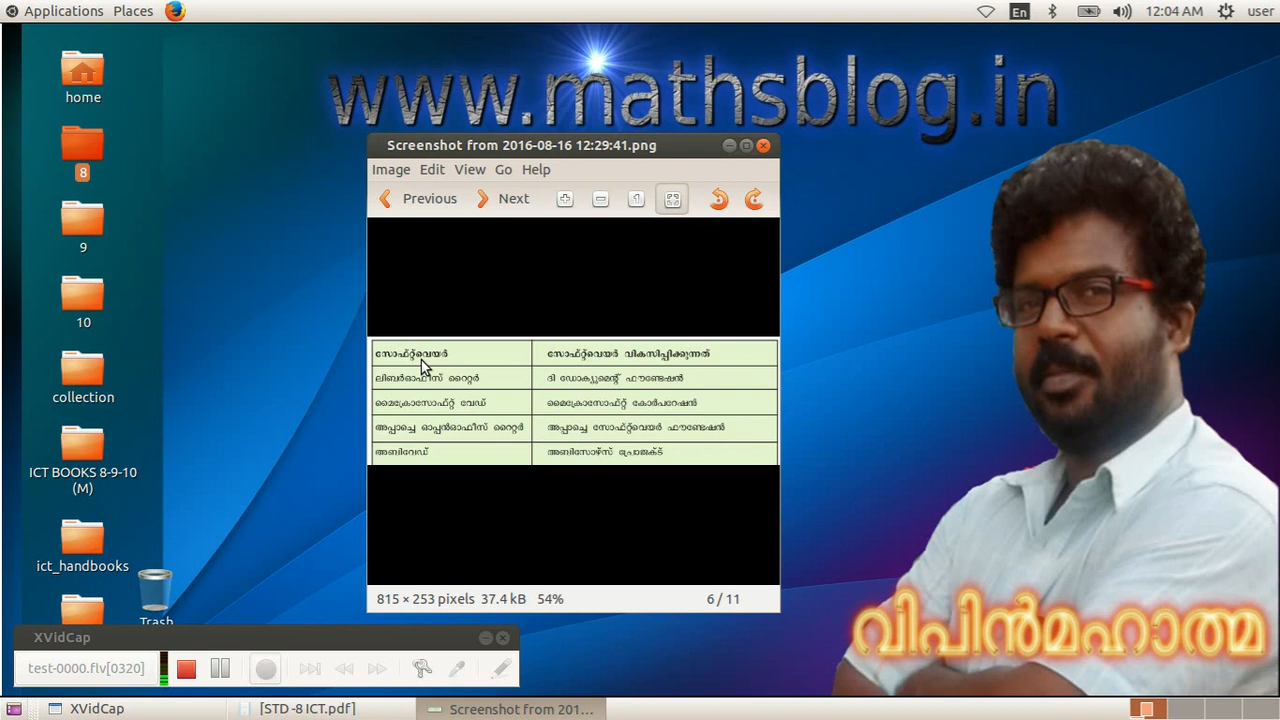 Applications Places En 12:04 AM user
www.mathsblog.in
home
8
9
10
collection
ICT BOOKS 8-9-10
(M)
ict_handbooks
Trash
Screenshot from 2016-08-16 12:29:41.png
Image Edit View Go Help
Previous Next 1
സോഫ്റ്റ്‌വെയർ സോഫ്റ്റ്‌വെയർ വികസിപ്പിക്കുന്നത്
ലിബർഓഫീസ് റൈറ്റർ ദി ഡോക്യുമെന്റ് ഫൗണ്ടേഷൻ
മൈക്രോസോഫ്റ്റ് വേഡ് മൈക്രോസോഫ്റ്റ് കോർപറേഷൻ
അപ്പാച്ചെ ഓപ്പൺഓഫീസ് റൈറ്റർ അപ്പാച്ചെ സോഫ്റ്റ്‌വെയർ ഫൗണ്ടേഷൻ
അബിവേഡ് അബിസോഴ്സ് പ്രോജക്ട്
815 × 253 pixels 37.4 kB 54% 6 / 11
വിപിൻമഹാത്മ
XVidCap
test-0000.flv[0320]
XVidCap [STD -8 ICT.pdf] Screenshot from 201...